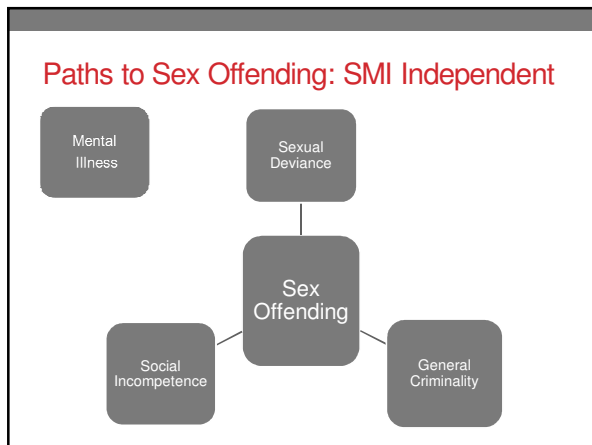 Paths to Sex Offending: SMI Independent
Mental
Illness
Sexual
Deviance
Sex
Offending
Social
Incompetence
General
Criminality